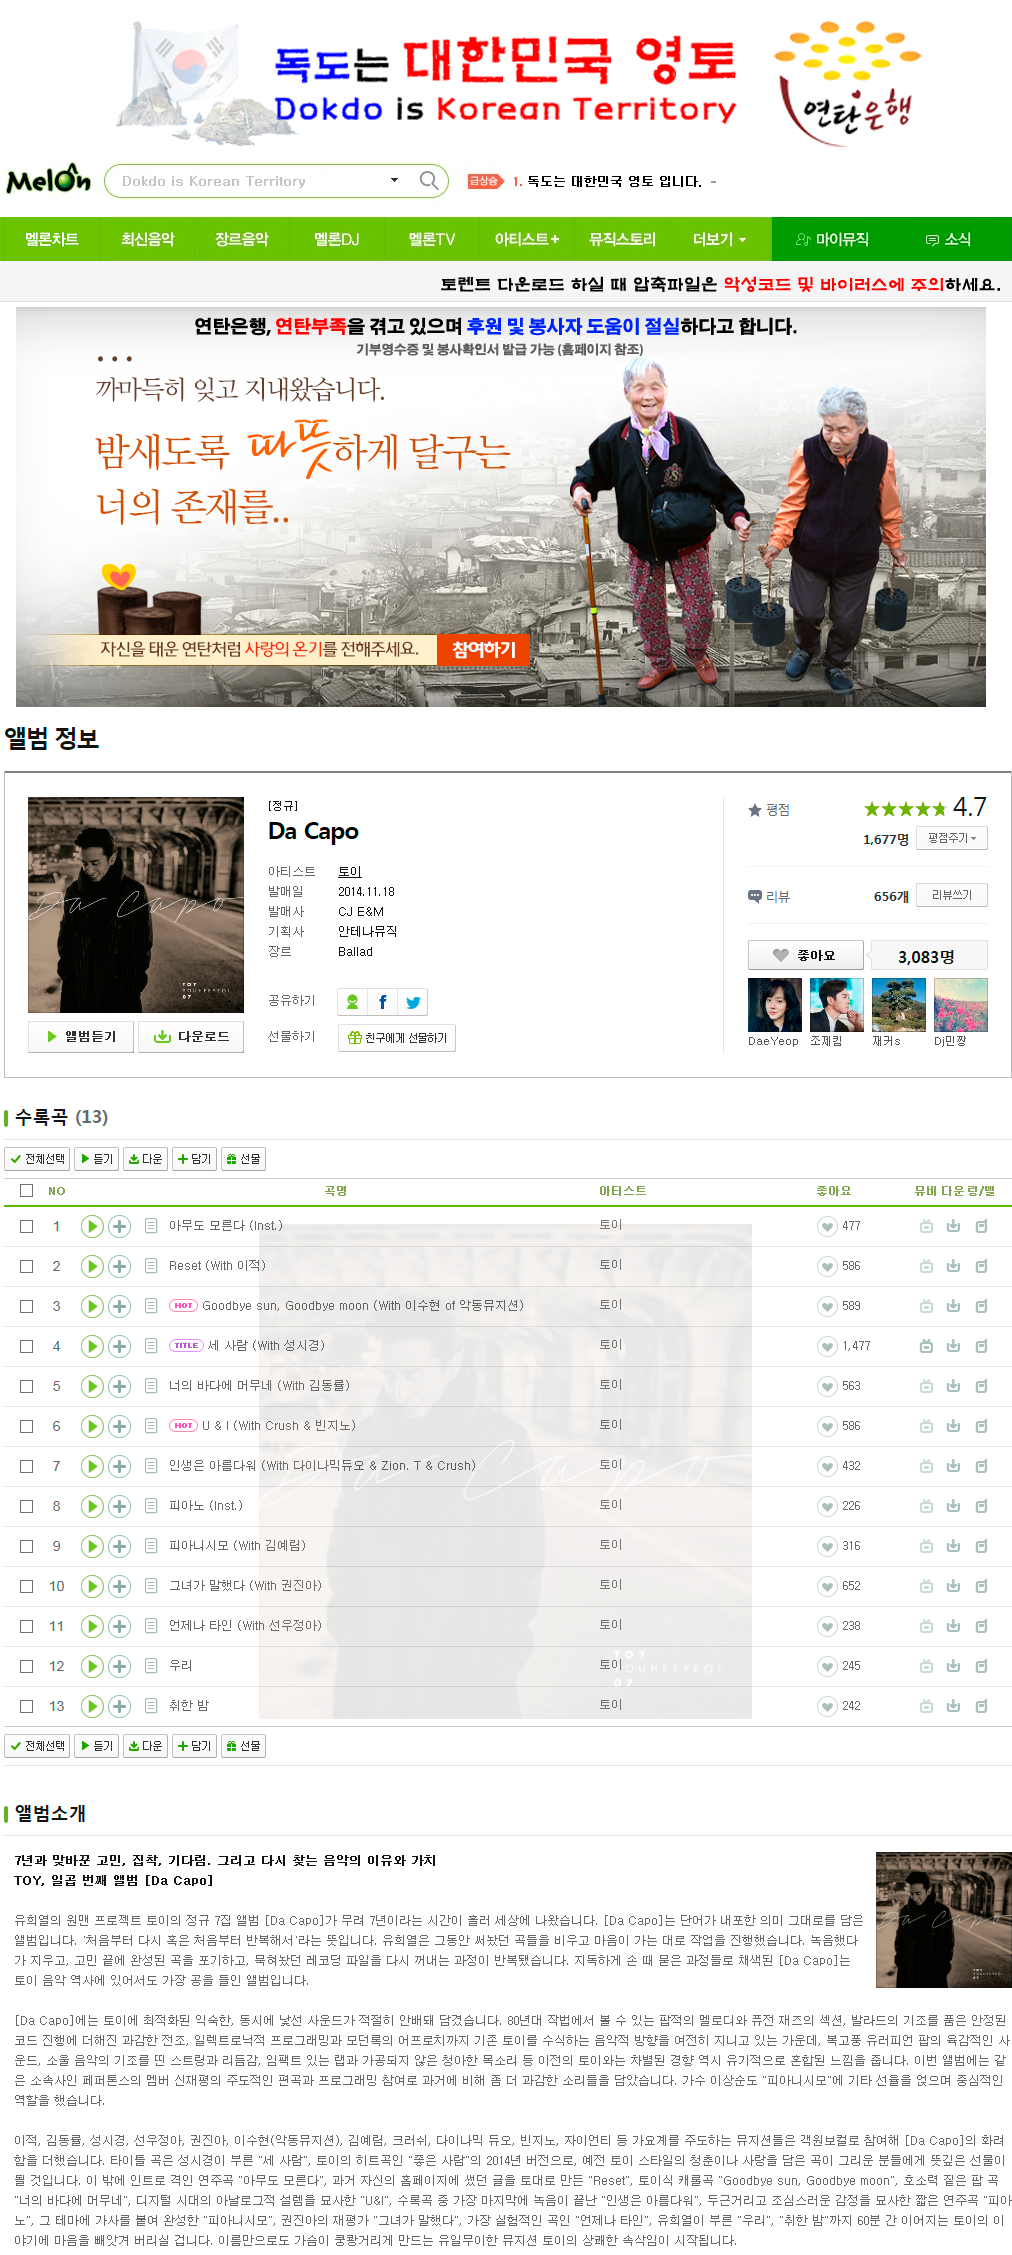 독도는 대한민국 영토
Dokdo is Korean Territory
연탄은행
Melon
Dokdo is Korean Territory
급상승 1. 독도는 대한민국 영토 입니다. -
멜론차트 최신음악 장르음악 멜론DJ 멜론TV 아티스트+ 뮤직스토리 더보기 마이뮤직 소식
토렌트 다운로드 하실 때 압축파일은 악성코드 및 바이러스에 주의하세요.
연탄은행, 연탄부족을 겪고 있으며 후원 및 봉사자 도움이 절실하다고 합니다.
기부영수증 및 봉사확인서 발급 가능 (홈페이지 참조)
...
까마득히 잊고 지내왔습니다.
밤새도록 따뜻하게 달구는
너의 존재를..
자신을 태운 연탄처럼 사랑의 온기를 전해주세요. 참여하기
앨범 정보
[정규]
Da Capo
아티스트 토이
발매일 2014.11.18
발매사 CJ E&M
기획사 안테나뮤직
장르 Ballad
공유하기
선물하기 친구에게 선물하기
Da Capo
TOY
YOUHEEYEOL
07
앨범듣기 다운로드
평점 4.7
1,677명 평점주기
리뷰 656개 리뷰쓰기
좋아요 3,083명
DaeYeop 조제킴 재커s Dj민짱
수록곡 (13)
전체선택 듣기 다운 담기 선물
NO 곡명 아티스트 좋아요 뮤비 다운 링/벨
1 아무도 모른다 (Inst.) 토이 477
2 Reset (With 이적) 토이 586
3 HOT Goodbye sun, Goodbye moon (With 이수현 of 악동뮤지션) 토이 589
4 TITLE 세 사람 (With 성시경) 토이 1,477
5 너의 바다에 머무네 (With 김동률) 토이 563
6 HOT U & I (With Crush & 빈지노) 토이 586
7 인생은 아름다워 (With 다이나믹듀오 & Zion. T & Crush) 토이 432
8 피아노 (Inst.) 토이 226
9 피아니시모 (With 김예림) 토이 316
10 그녀가 말했다 (With 권진아) 토이 652
11 언제나 타인 (With 선우정아) 토이 238
12 우리 토이 245
13 취한 밤 토이 242
Da Capo
TOY
YOUHEEYEOL
07
전체선택 듣기 다운 담기 선물
앨범소개
7년과 맞바꾼 고민, 집착, 기다림. 그리고 다시 찾는 음악의 이유와 가치
TOY, 일곱 번째 앨범 [Da Capo]
유희열의 원맨 프로젝트 토이의 정규 7집 앨범 [Da Capo]가 무려 7년이라는 시간이 흘러 세상에 나왔습니다. [Da Capo]는 단어가 내포한 의미 그대로를 담은
앨범입니다. '처음부터 다시 혹은 처음부터 반복해서'라는 뜻입니다. 유희열은 그동안 써놨던 곡들을 비우고 마음이 가는 대로 작업을 진행했습니다. 녹음했다
가 지우고, 고민 끝에 완성된 곡을 포기하고, 묵혀놨던 레코딩 파일을 다시 꺼내는 과정이 반복됐습니다. 지독하게 손 때 묻은 과정들로 채색된 [Da Capo]는
토이 음악 역사에 있어서도 가장 공을 들인 앨범입니다.
[Da Capo]에는 토이에 최적화된 익숙한, 동시에 낯선 사운드가 적절히 안배돼 담겼습니다. 80년대 작법에서 볼 수 있는 팝적의 멜로디와 퓨전 재즈의 섹션, 발라드의 기조를 품은 안정된
코드 진행에 더해진 과감한 전조, 일렉트로닉적 프로그래밍과 모던록의 어프로치까지 기존 토이를 수식하는 음악적 방향을 여전히 지니고 있는 가운데, 복고풍 유러피언 팝의 육감적인 사
운드, 소울 음악의 기조를 띤 스트링과 리듬감, 임팩트 있는 랩과 가공되지 않은 청아한 목소리 등 이전의 토이와는 차별된 경향 역시 유기적으로 혼합된 느낌을 줍니다. 이번 앨범에는 같
은 소속사인 페퍼톤스의 멤버 신재평의 주도적인 편곡과 프로그래밍 참여로 과거에 비해 좀 더 과감한 소리들을 담았습니다. 가수 이상순도 "피아니시모"에 기타 선율을 얹으며 중심적인
역할을 했습니다.
이적, 김동률, 성시경, 선우정아, 권진아, 이수현(악동뮤지션), 김예림, 크러쉬, 다이나믹 듀오, 빈지노, 자이언티 등 가요계를 주도하는 뮤지션들은 객원보컬로 참여해 [Da Capo]의 화려
함을 더했습니다. 타이틀 곡은 성시경이 부른 "세 사람", 토이의 히트곡인 "좋은 사람"의 2014년 버전으로, 예전 토이 스타일의 청춘이나 사랑을 담은 곡이 그리운 분들에게 뜻깊은 선물이
될 것입니다. 이 밖에 인트로 격인 연주곡 "아무도 모른다", 과거 자신의 홈페이지에 썼던 글을 토대로 만든 "Reset", 토이식 캐롤곡 "Goodbye sun, Goodbye moon", 호소력 짙은 팝 곡
"너의 바다에 머무네", 디지털 시대의 아날로그적 설렘을 묘사한 "U&I", 수록곡 중 가장 마지막에 녹음이 끝난 "인생은 아름다워", 두근거리고 조심스러운 감정을 묘사한 짧은 연주곡 "피아
노", 그 테마에 가사를 붙여 완성한 "피아니시모", 권진아의 재평가 "그녀가 말했다", 가장 실험적인 곡인 "언제나 타인", 유희열이 부른 "우리", "취한 밤"까지 60분 간 이어지는 토이의 이
야기에 마음을 빼앗겨 버리실 겁니다. 이름만으로도 가슴이 쿵쾅거리게 만드는 유일무이한 뮤지션 토이의 상쾌한 속삭임이 시작됩니다.